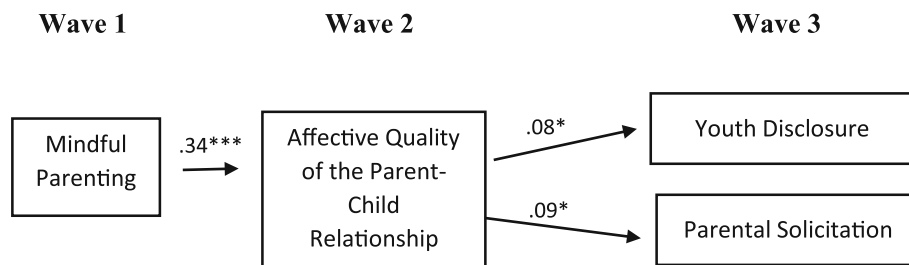 Wave 1
Wave 2
Wave 3
Mindful
Parenting
.34***
Affective Quality
of the Parent-
Child
Relationship
.08*
.09*
Youth Disclosure
Parental Solicitation